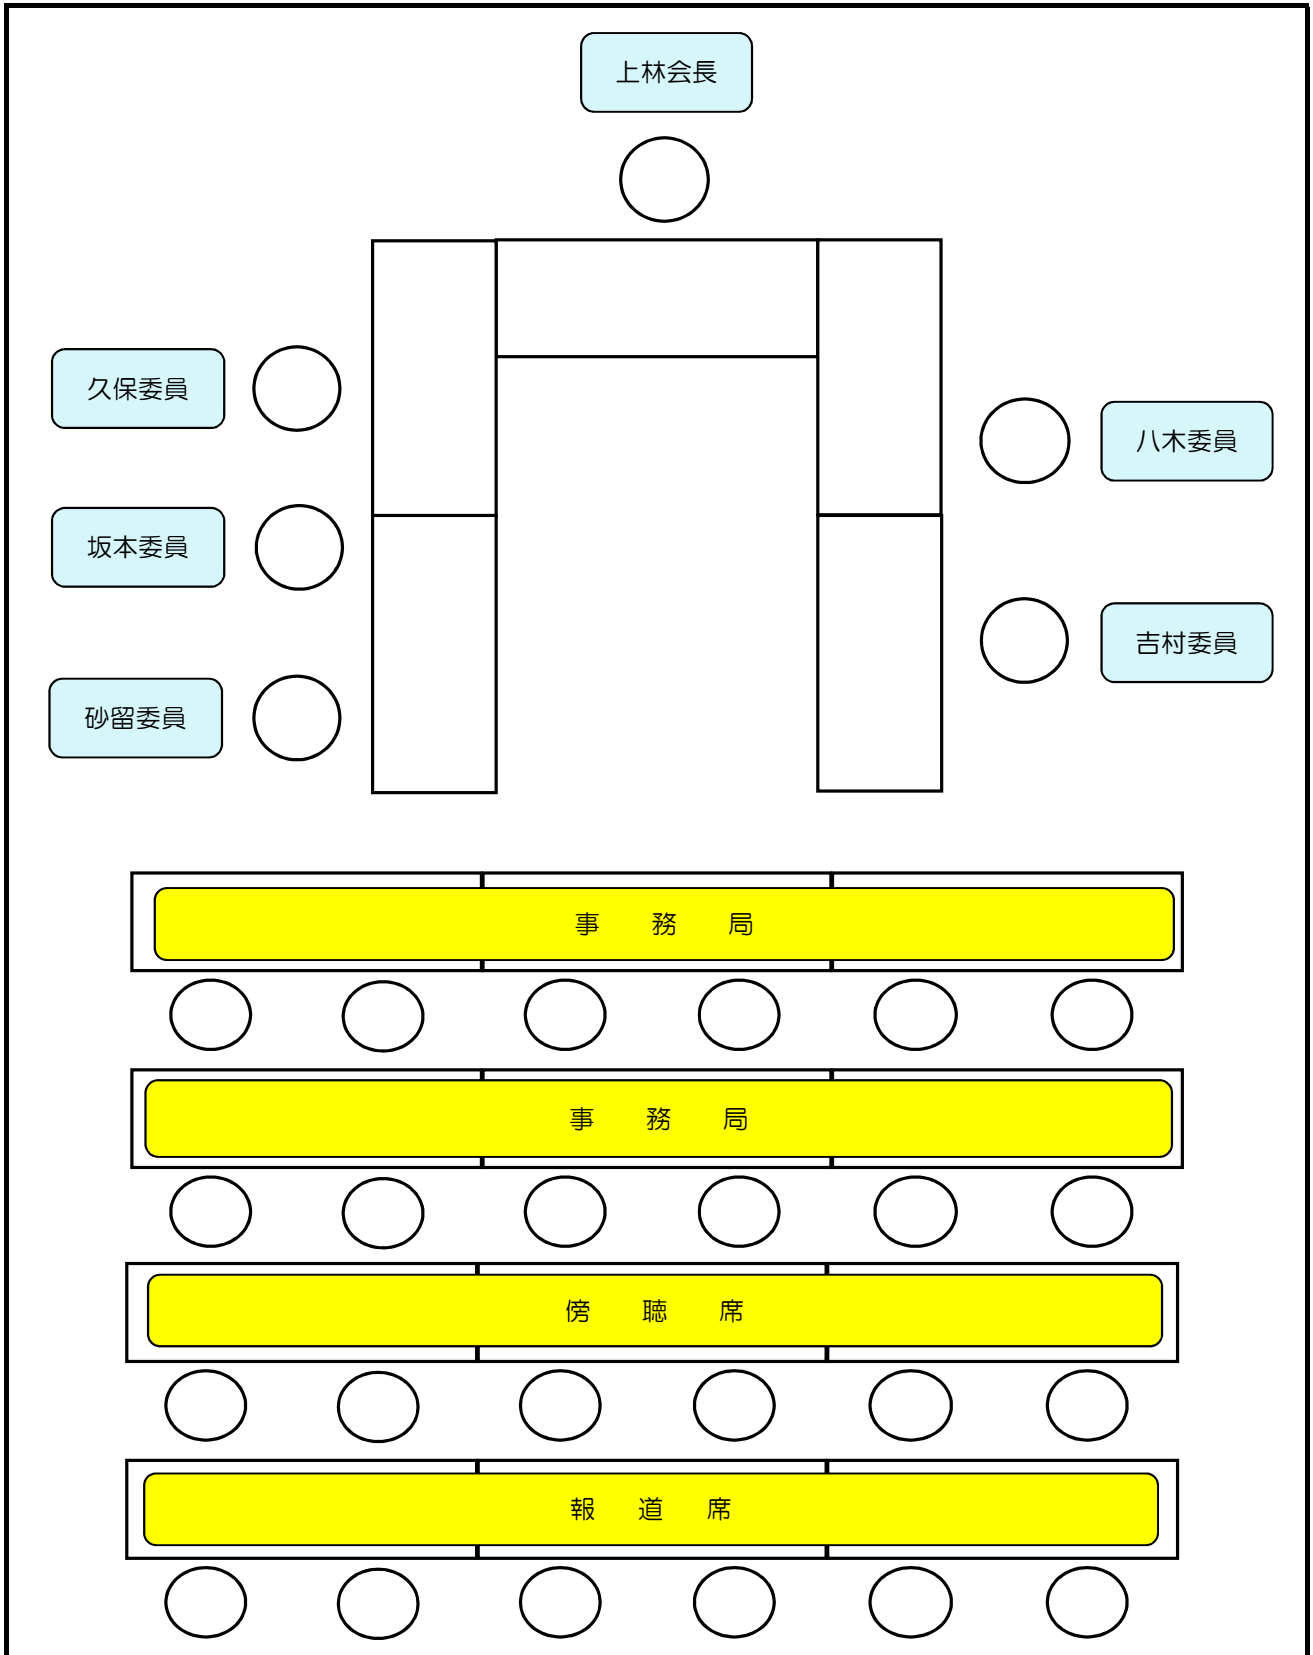 上林会長
久保委員
八木委員
坂本委員
吉村委員
砂留委員
事　務　局
事　務　局
傍　聴　席
報　道　席